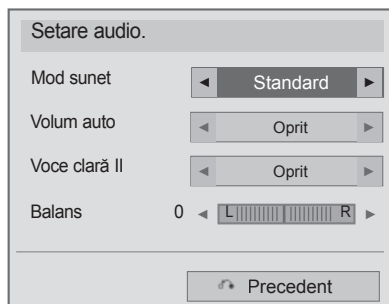 Setare audio.
Mod sunet ◄ Standard ►
Volum auto ◄ Oprit ►
Voce clară II ◄ Oprit ►
Balans 0 ◄ L R ►
Precedent